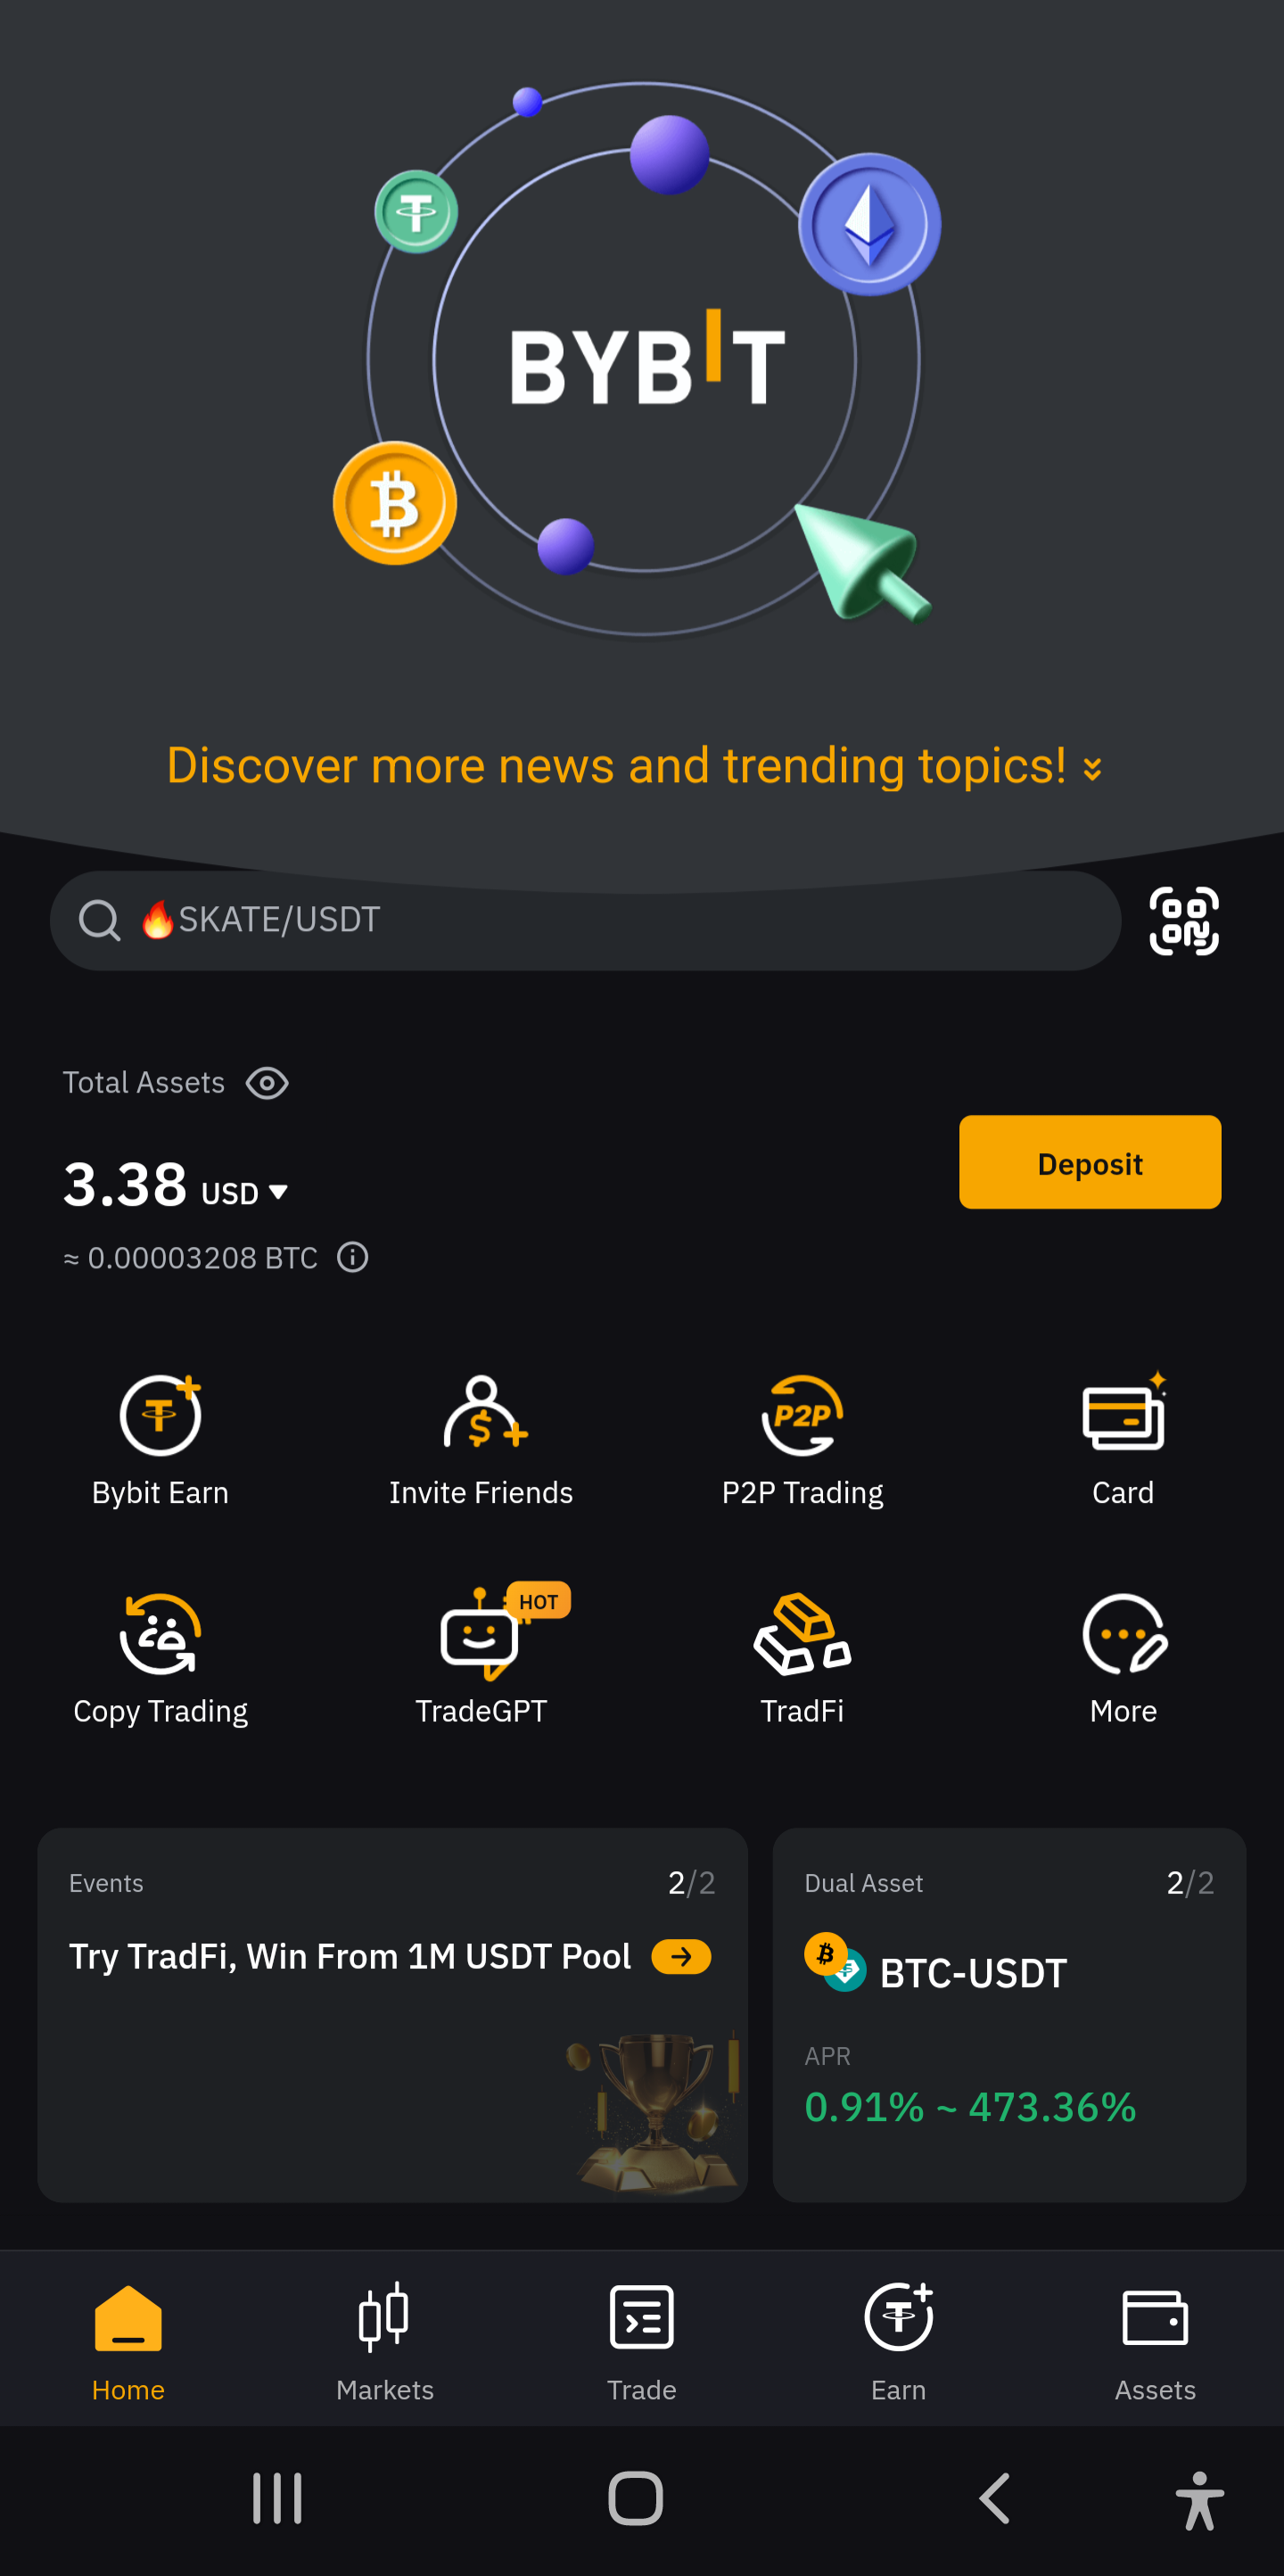 BYBIT
Discover more news and trending topics!
🔥SKATE/USDT
Total Assets
3.38 USD
≈ 0.00003208 BTC
Deposit
Bybit Earn
Invite Friends
P2P
P2P Trading
Card
Copy Trading
HOT
TradeGPT
TradFi
More
Events 2/2
Try TradFi, Win From 1M USDT Pool
Dual Asset 2/2
BTC-USDT
APR
0.91% ~ 473.36%
Home
Markets
Trade
Earn
Assets